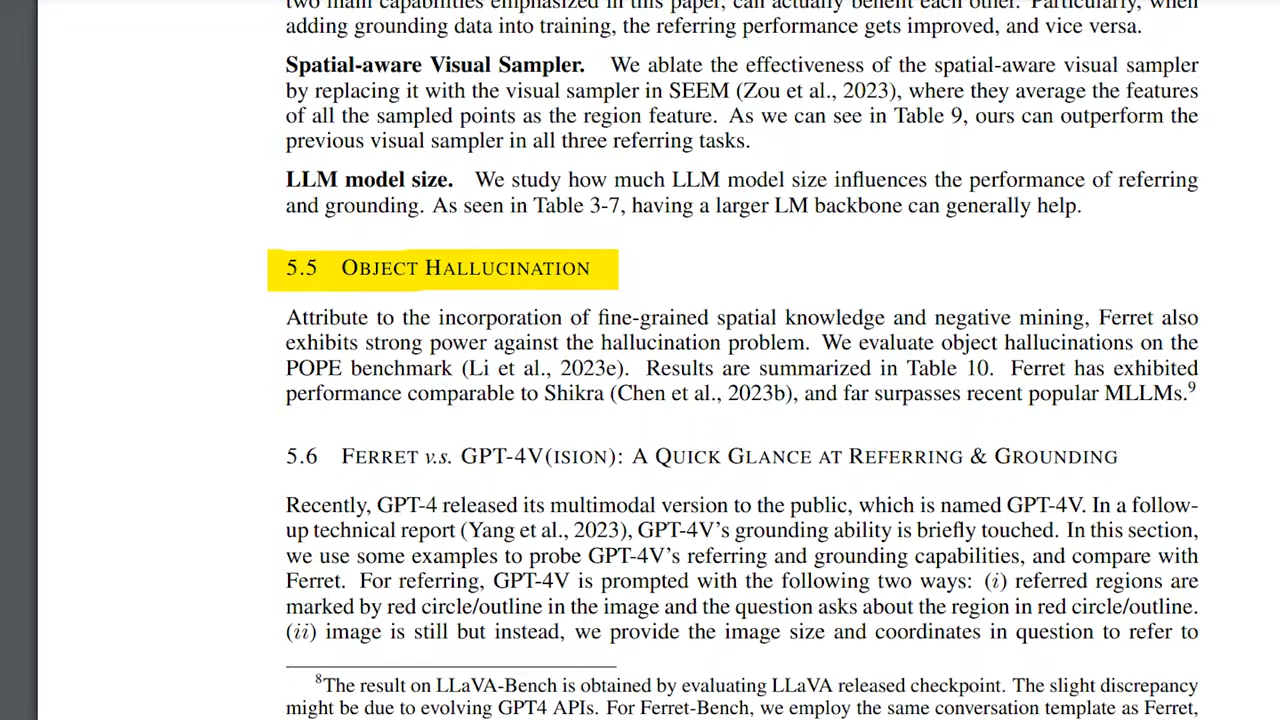 two main capabilities emphasized in this paper, can actually benefit each other. Particularly, when
adding grounding data into training, the referring performance gets improved, and vice versa.
Spatial-aware Visual Sampler. We ablate the effectiveness of the spatial-aware visual sampler
by replacing it with the visual sampler in SEEM (Zou et al., 2023), where they average the features
of all the sampled points as the region feature. As we can see in Table 9, ours can outperform the
previous visual sampler in all three referring tasks.
LLM model size. We study how much LLM model size influences the performance of referring
and grounding. As seen in Table 3-7, having a larger LM backbone can generally help.
5.5 OBJECT HALLUCINATION
Attribute to the incorporation of fine-grained spatial knowledge and negative mining, Ferret also
exhibits strong power against the hallucination problem. We evaluate object hallucinations on the
POPE benchmark (Li et al., 2023e). Results are summarized in Table 10. Ferret has exhibited
performance comparable to Shikra (Chen et al., 2023b), and far surpasses recent popular MLLMs.⁹
5.6 FERRET v.s. GPT-4V(ISION): A QUICK GLANCE AT REFERRING & GROUNDING
Recently, GPT-4 released its multimodal version to the public, which is named GPT-4V. In a follow-
up technical report (Yang et al., 2023), GPT-4V's grounding ability is briefly touched. In this section,
we use some examples to probe GPT-4V's referring and grounding capabilities, and compare with
Ferret. For referring, GPT-4V is prompted with the following two ways: (i) referred regions are
marked by red circle/outline in the image and the question asks about the region in red circle/outline.
(ii) image is still but instead, we provide the image size and coordinates in question to refer to
⁸The result on LLaVA-Bench is obtained by evaluating LLaVA released checkpoint. The slight discrepancy
might be due to evolving GPT4 APIs. For Ferret-Bench, we employ the same conversation template as Ferret,